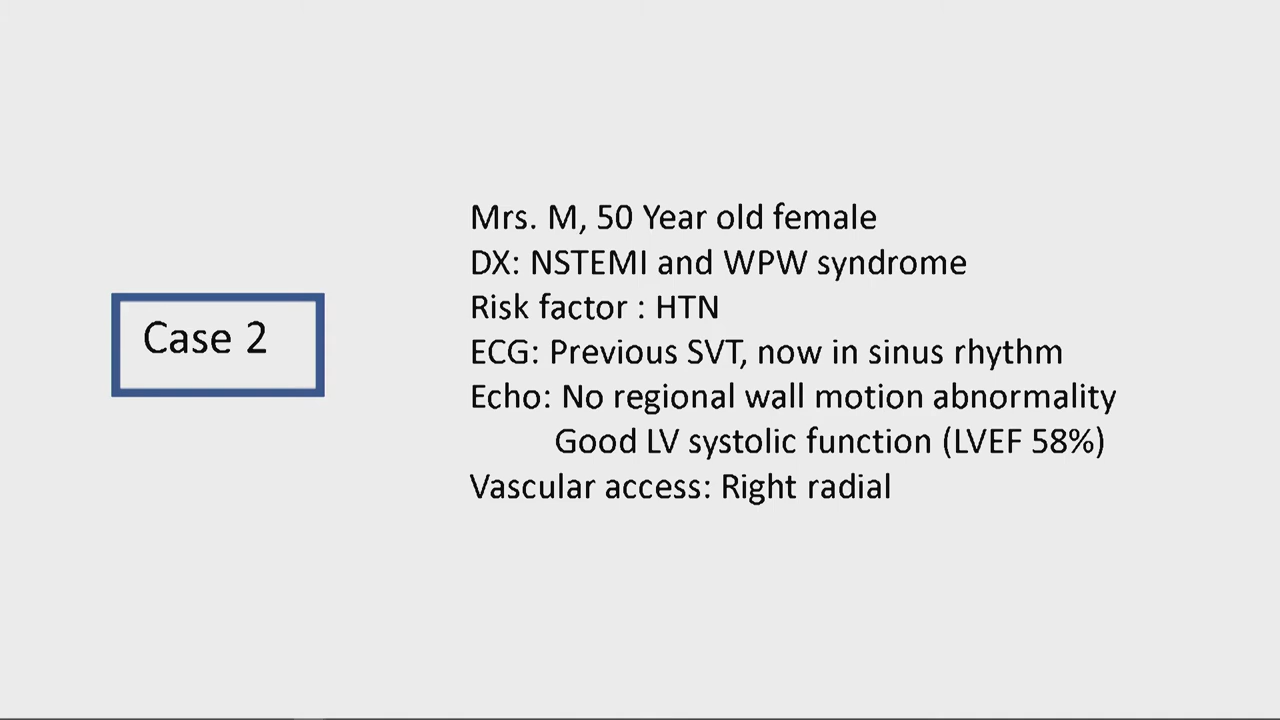 Case 2
Mrs. M, 50 Year old female
DX: NSTEMI and WPW syndrome
Risk factor : HTN
ECG: Previous SVT, now in sinus rhythm
Echo: No regional wall motion abnormality
Good LV systolic function (LVEF 58%)
Vascular access: Right radial